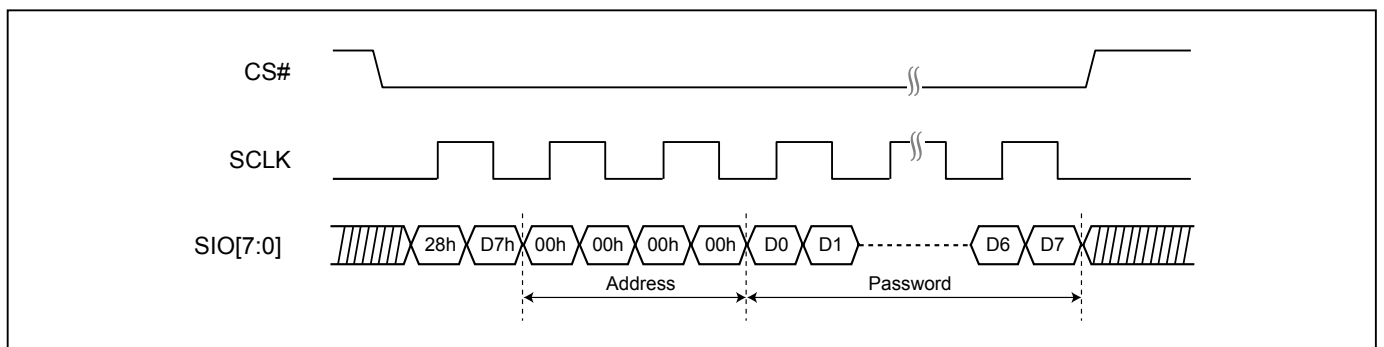 CS#
SCLK
SIO[7:0] 28h D7h 00h 00h 00h 00h D0 D1 D6 D7
Address Password